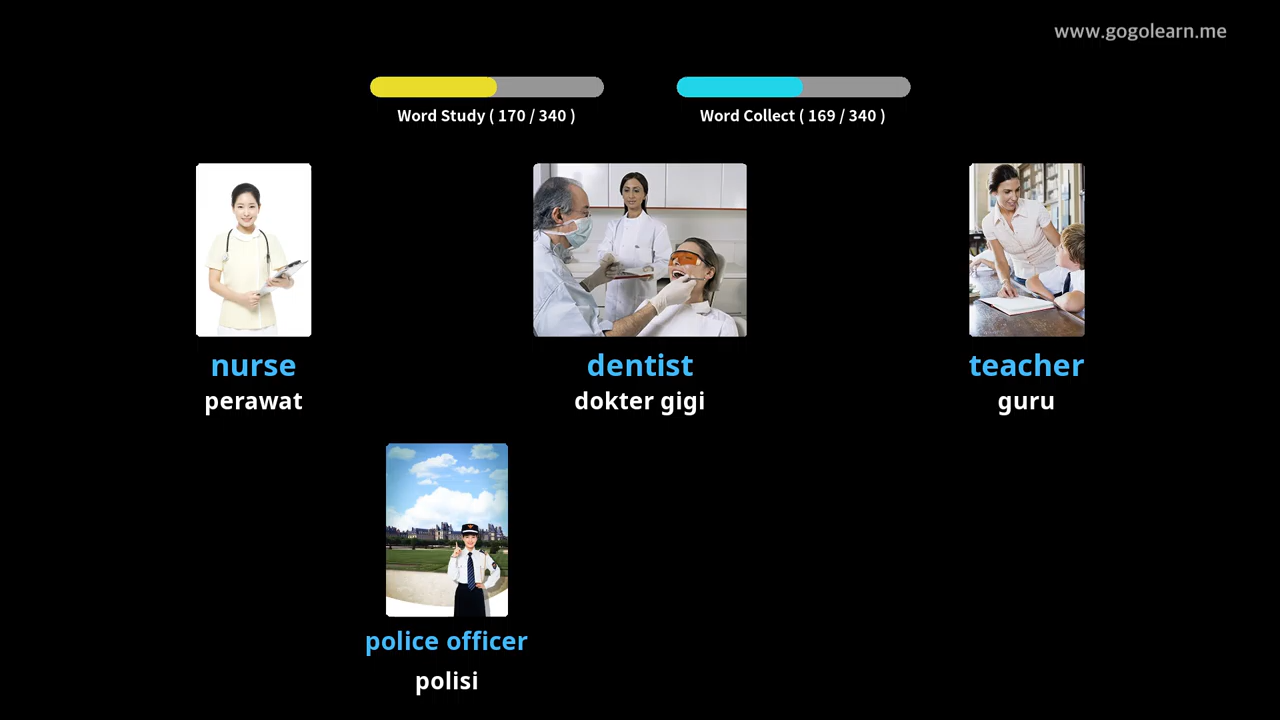 www.gogolearn.me
Word Study ( 170 / 340 )
Word Collect ( 169 / 340 )
nurse
perawat
dentist
dokter gigi
teacher
guru
police officer
polisi